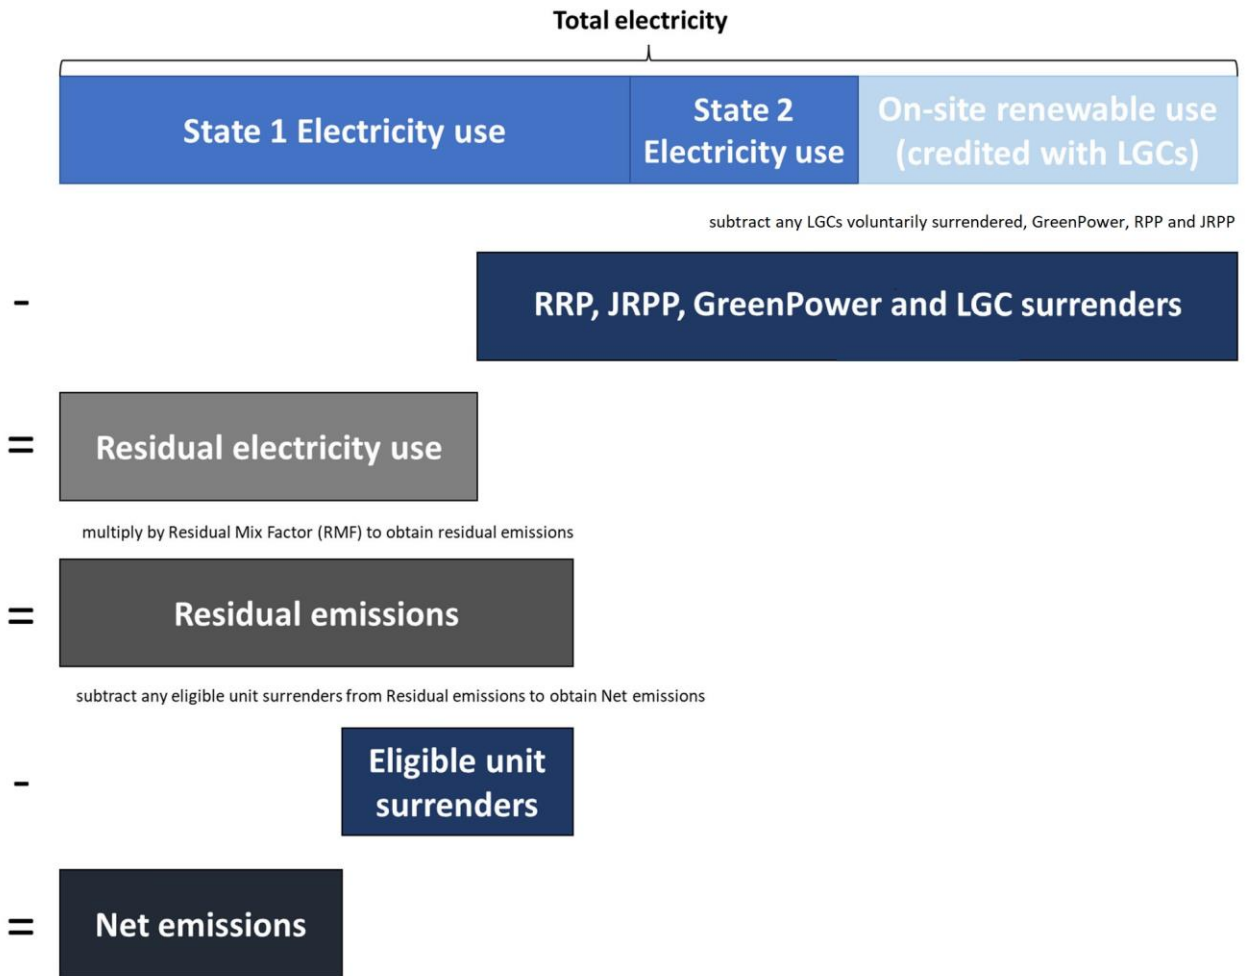 Total electricity
State 1 Electricity use
State 2
Electricity use
On-site renewable use
(credited with LGCs)
subtract any LGCs voluntarily surrendered, GreenPower, RPP and JRPP
-
RRP, JRPP, GreenPower and LGC surrenders
=
Residual electricity use
multiply by Residual Mix Factor (RMF) to obtain residual emissions
=
Residual emissions
subtract any eligible unit surrenders from Residual emissions to obtain Net emissions
-
Eligible unit
surrenders
=
Net emissions